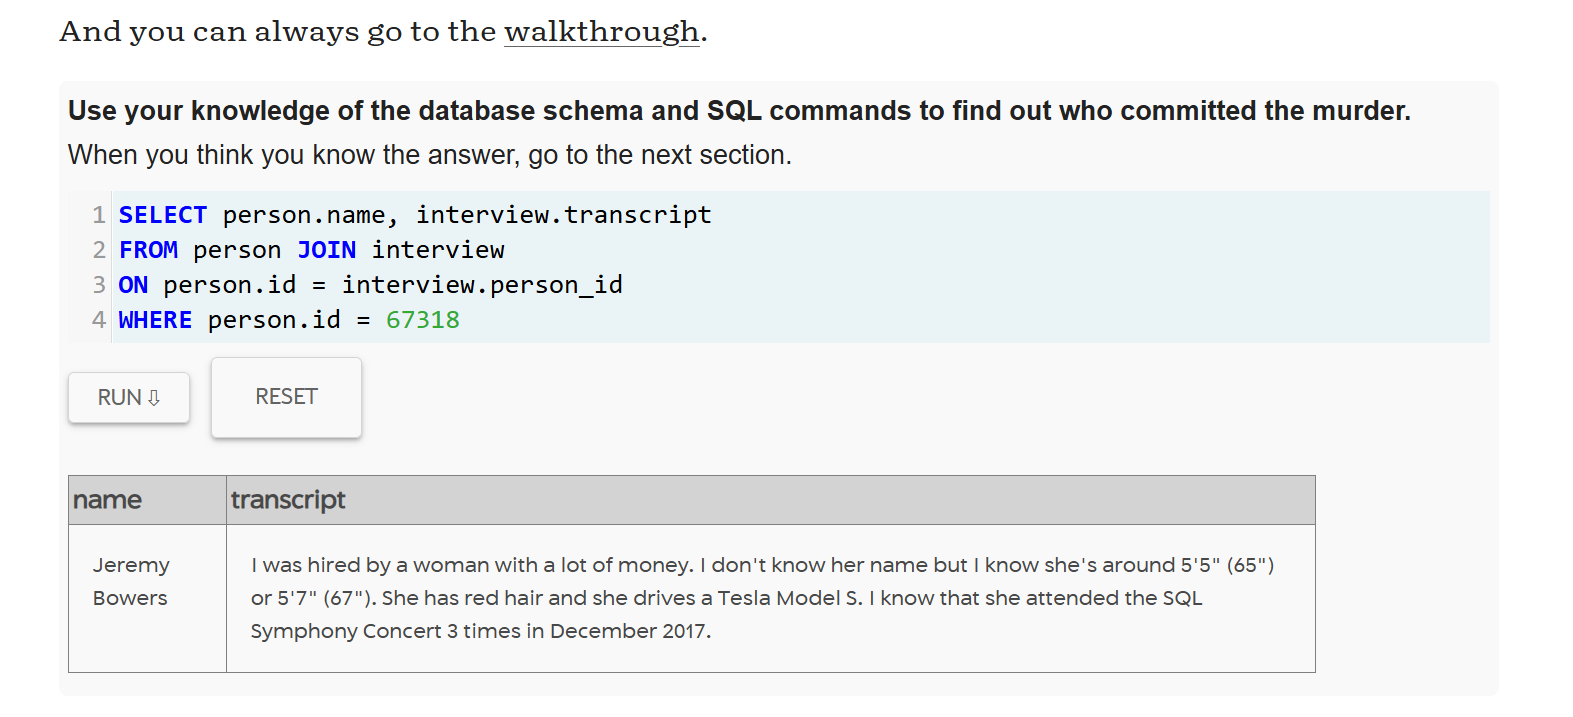 And you can always go to the walkthrough.
Use your knowledge of the database schema and SQL commands to find out who committed the murder.
When you think you know the answer, go to the next section.
1 SELECT person.name, interview.transcript
2 FROM person JOIN interview
3 ON person.id = interview.person_id
4 WHERE person.id = 67318
RUN ⇩ RESET
name transcript
Jeremy Bowers
I was hired by a woman with a lot of money. I don't know her name but I know she's around 5'5" (65")
or 5'7" (67"). She has red hair and she drives a Tesla Model S. I know that she attended the SQL
Symphony Concert 3 times in December 2017.